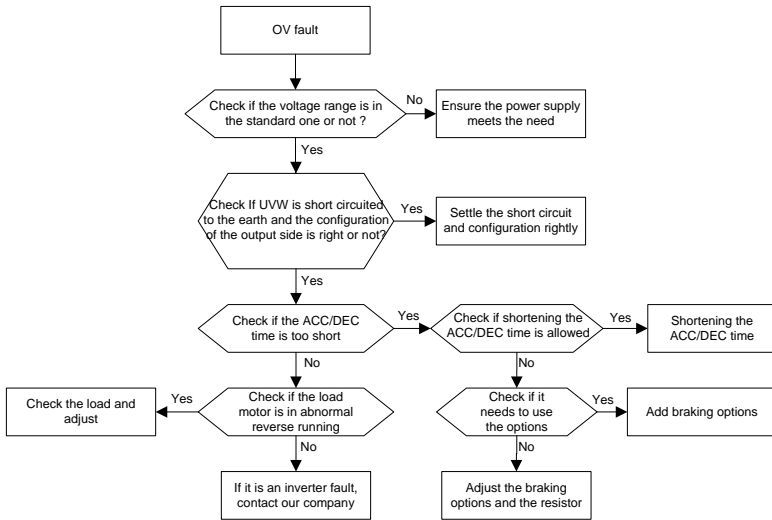 OV fault
Check if the voltage range is in
the standard one or not ?
No
Ensure the power supply
meets the need
Yes
Check If UVW is short circuited
to the earth and the configuration
of the output side is right or not?
Yes
Settle the short circuit
and configuration rightly
Yes
Check if the ACC/DEC
time is too short
Yes
Check if shortening the
ACC/DEC time is allowed
Yes
Shortening the
ACC/DEC time
No
No
Check the load and
adjust
Yes
Check if the load
motor is in abnormal
reverse running
Check if it
needs to use
the options
Yes
Add braking options
No
No
If it is an inverter fault,
contact our company
Adjust the braking
options and the resistor